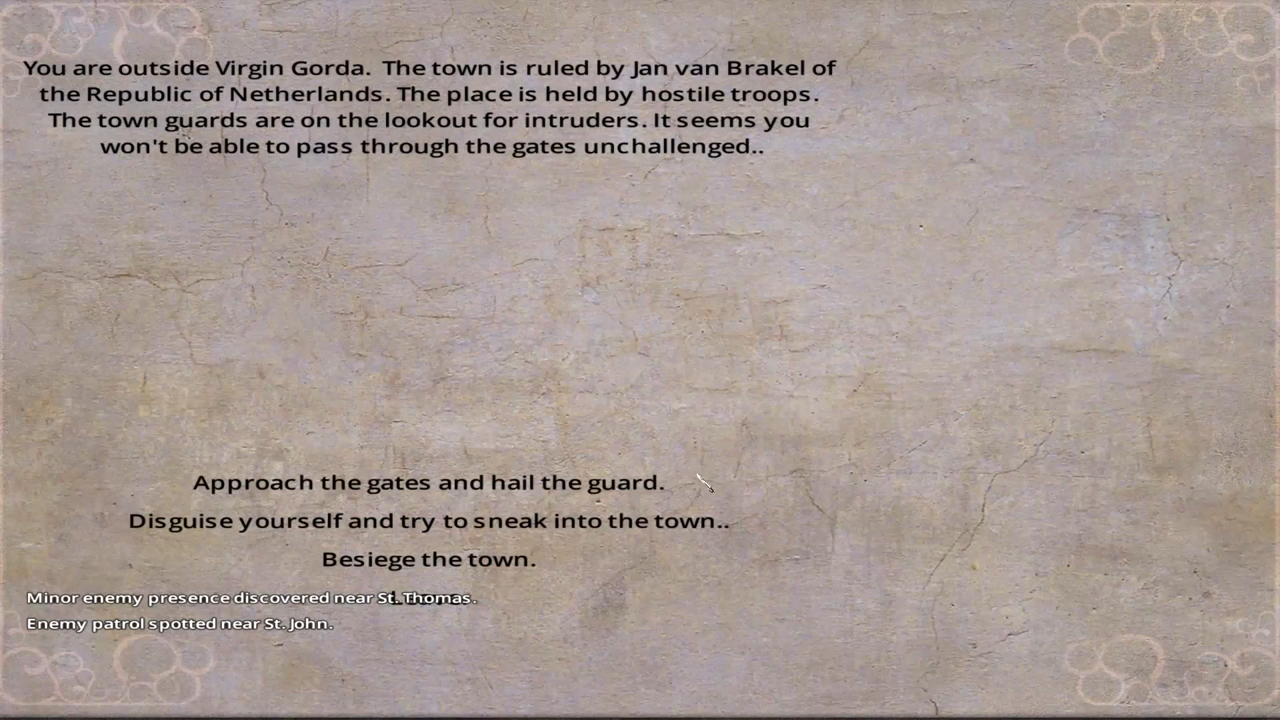 You are outside Virgin Gorda.  The town is ruled by Jan van Brakel of
the Republic of Netherlands. The place is held by hostile troops.
The town guards are on the lookout for intruders. It seems you
won't be able to pass through the gates unchallenged..
Approach the gates and hail the guard.
Disguise yourself and try to sneak into the town..
Besiege the town.
Minor enemy presence discovered near St. Thomas.
Enemy patrol spotted near St. John.